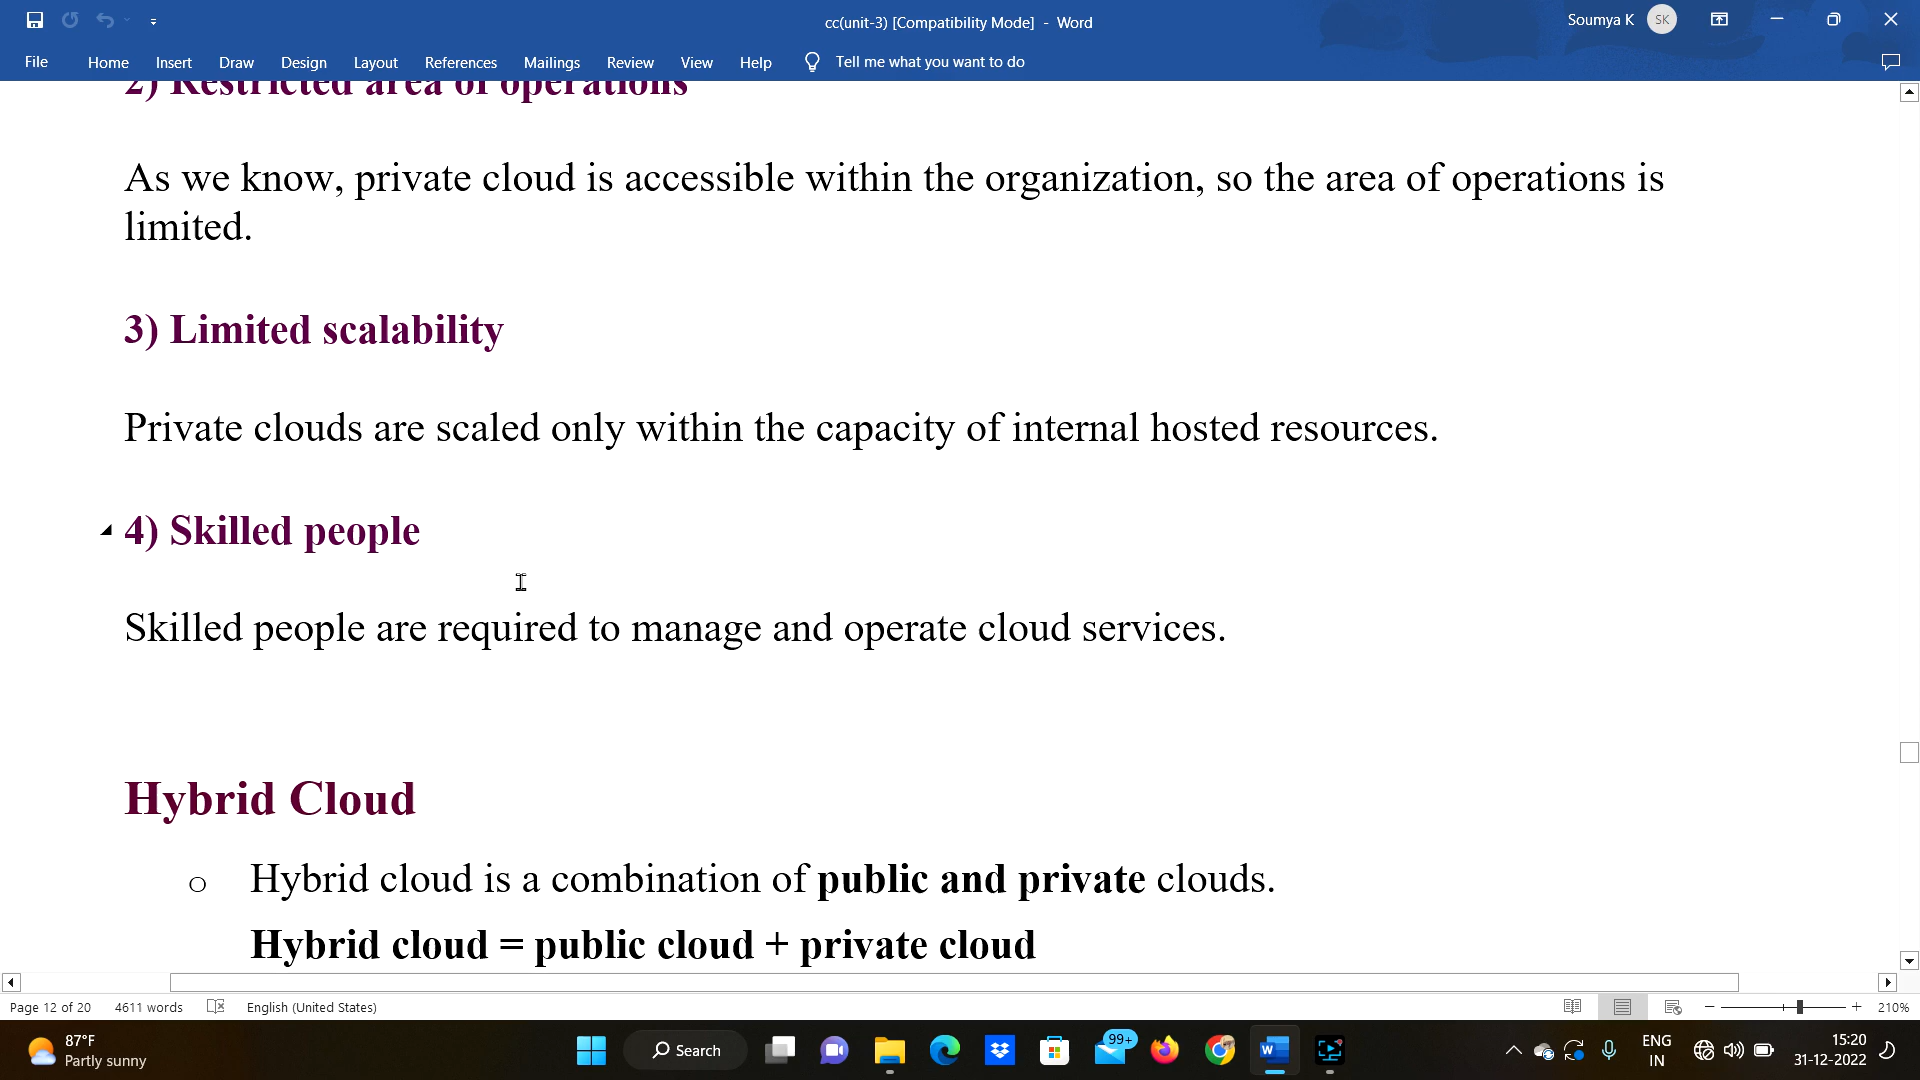 cc(unit-3) [Compatibility Mode] - Word
Soumya K
SK
File
Home
Insert
Draw
Design
Layout
References
Mailings
Review
View
Help
Tell me what you want to do
2) Restricted area of operations
As we know, private cloud is accessible within the organization, so the area of operations is
limited.
3) Limited scalability
Private clouds are scaled only within the capacity of internal hosted resources.
4) Skilled people
Skilled people are required to manage and operate cloud services.
Hybrid Cloud
o Hybrid cloud is a combination of public and private clouds.
Hybrid cloud = public cloud + private cloud
Page 12 of 20
4611 words
English (United States)
210%
87°F
Partly sunny
Search
99+
ENG
IN
15:20
31-12-2022